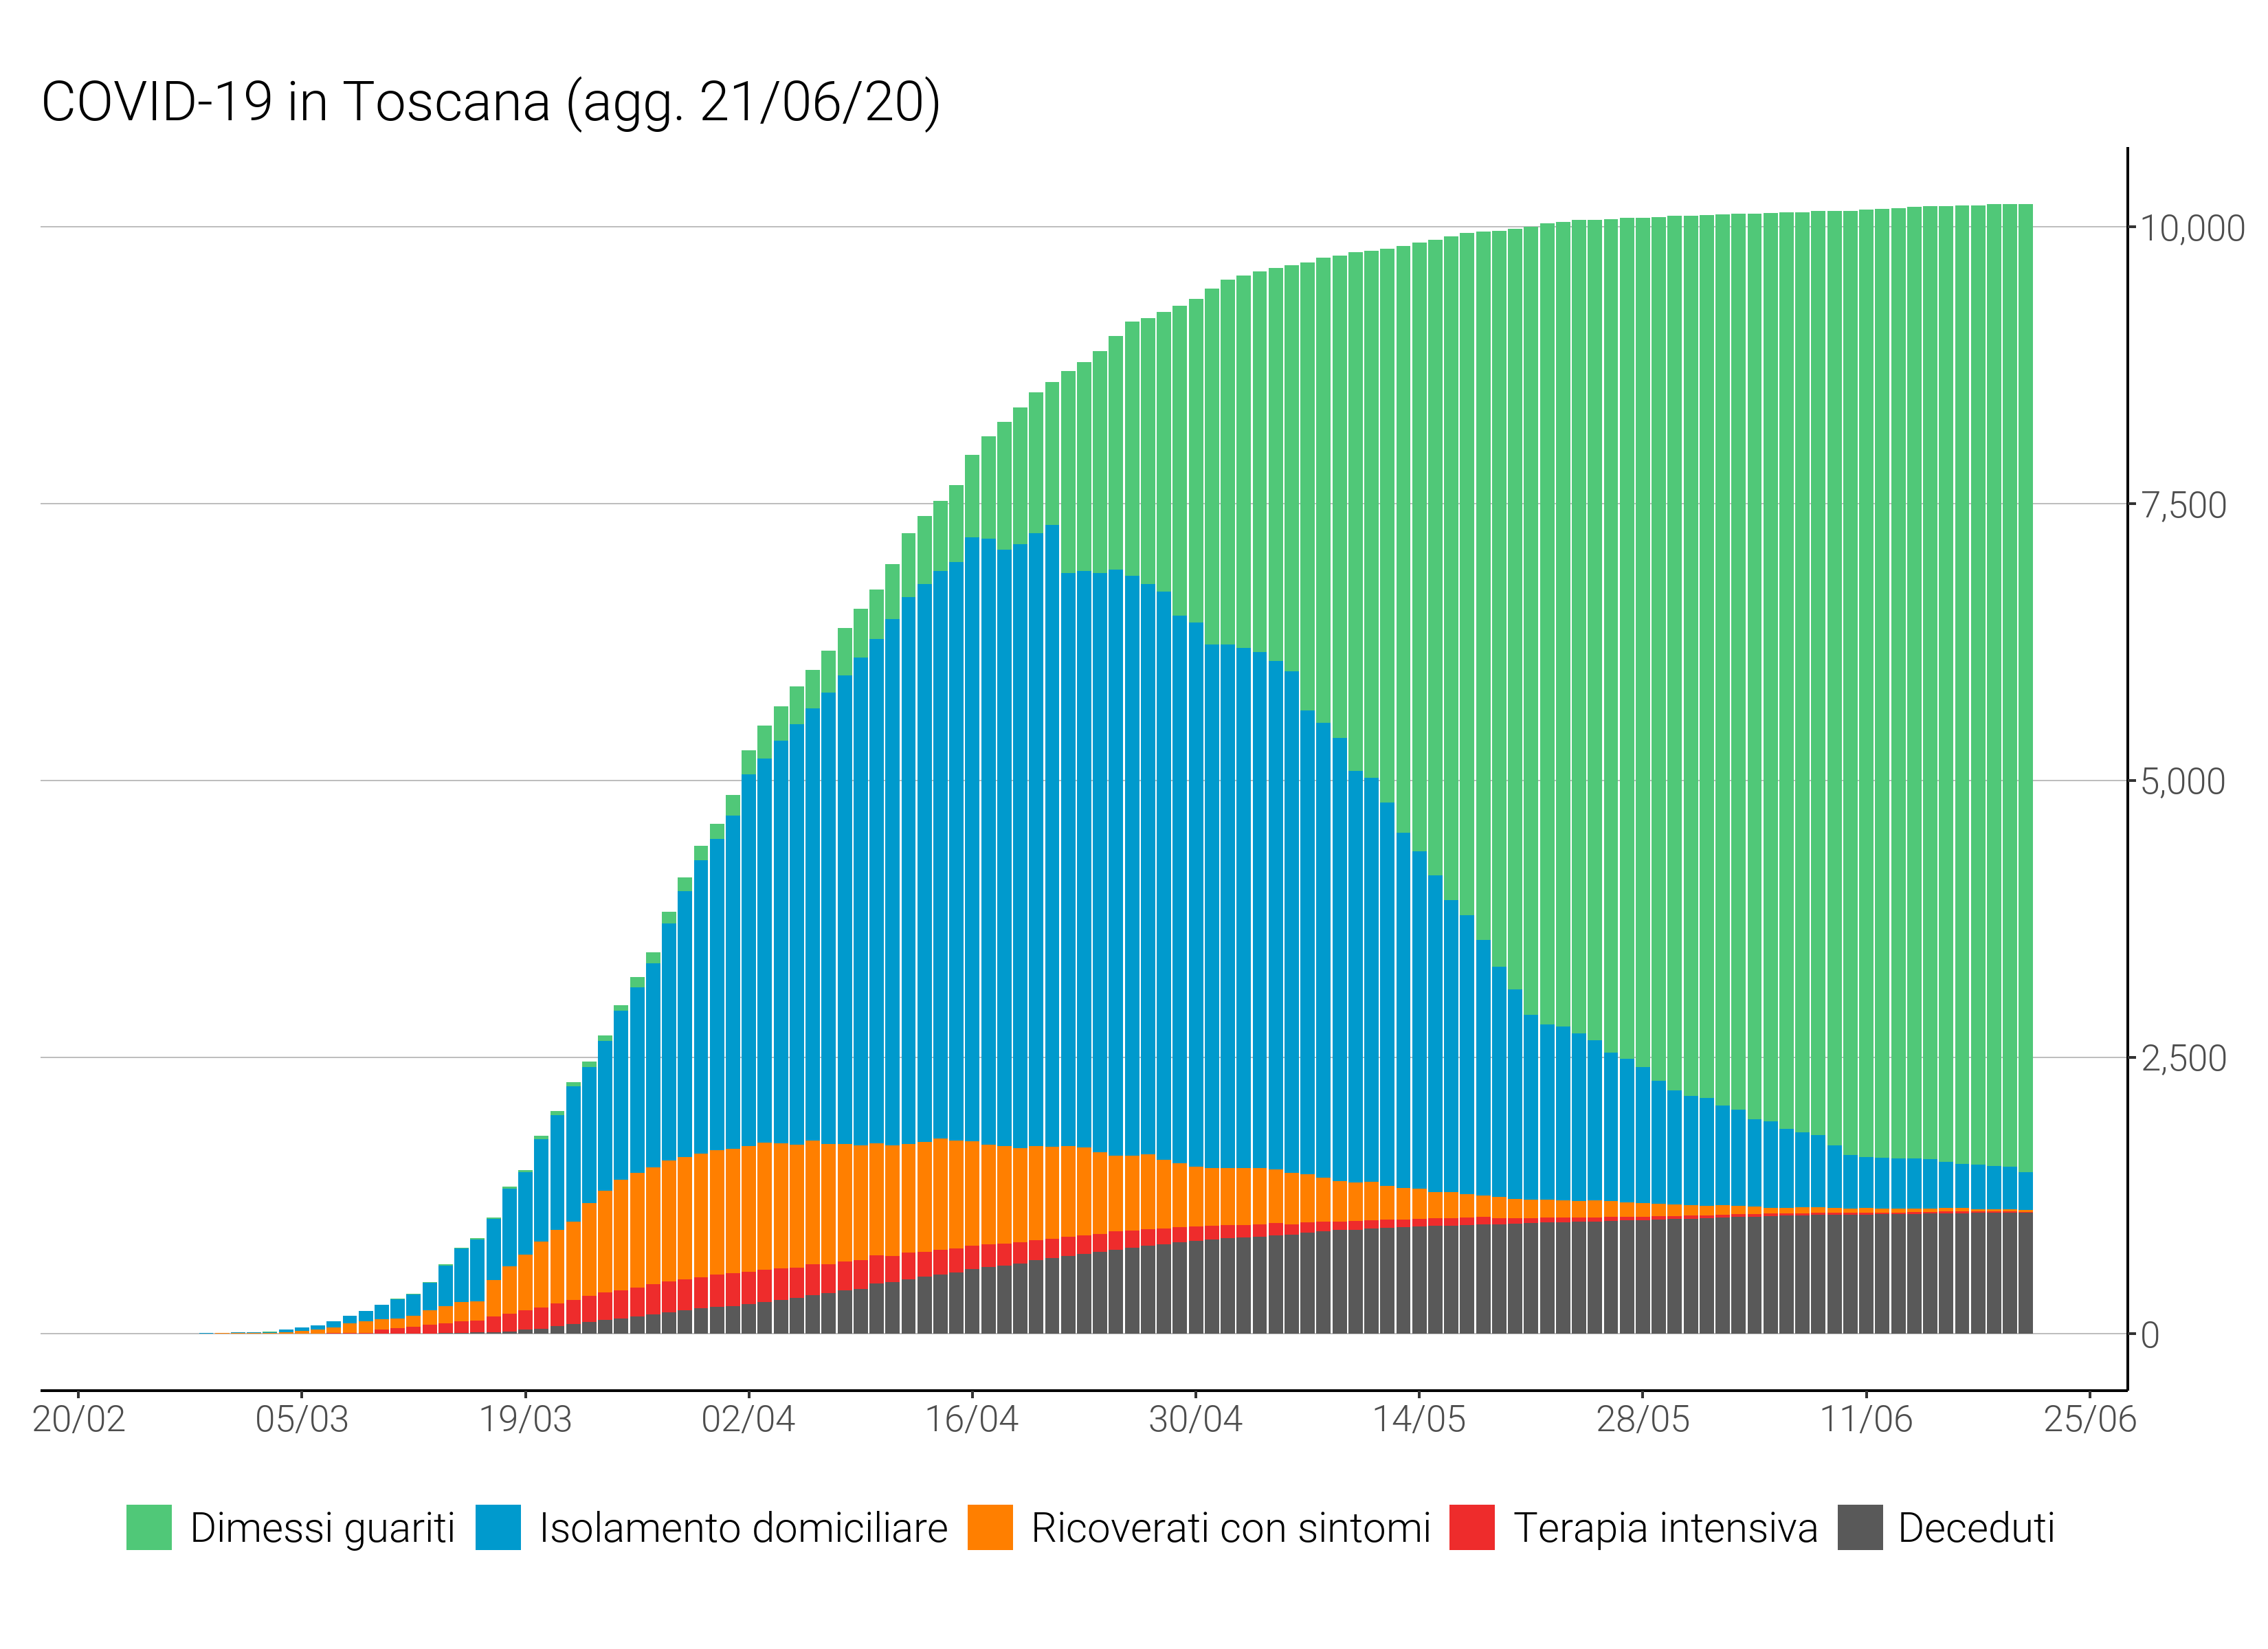 COVID-19 in Toscana (agg. 21/06/20)
10,000
7,500
5,000
2,500
0
20/02 05/03 19/03 02/04 16/04 30/04 14/05 28/05 11/06 25/06
Dimessi guariti Isolamento domiciliare Ricoverati con sintomi Terapia intensiva Deceduti